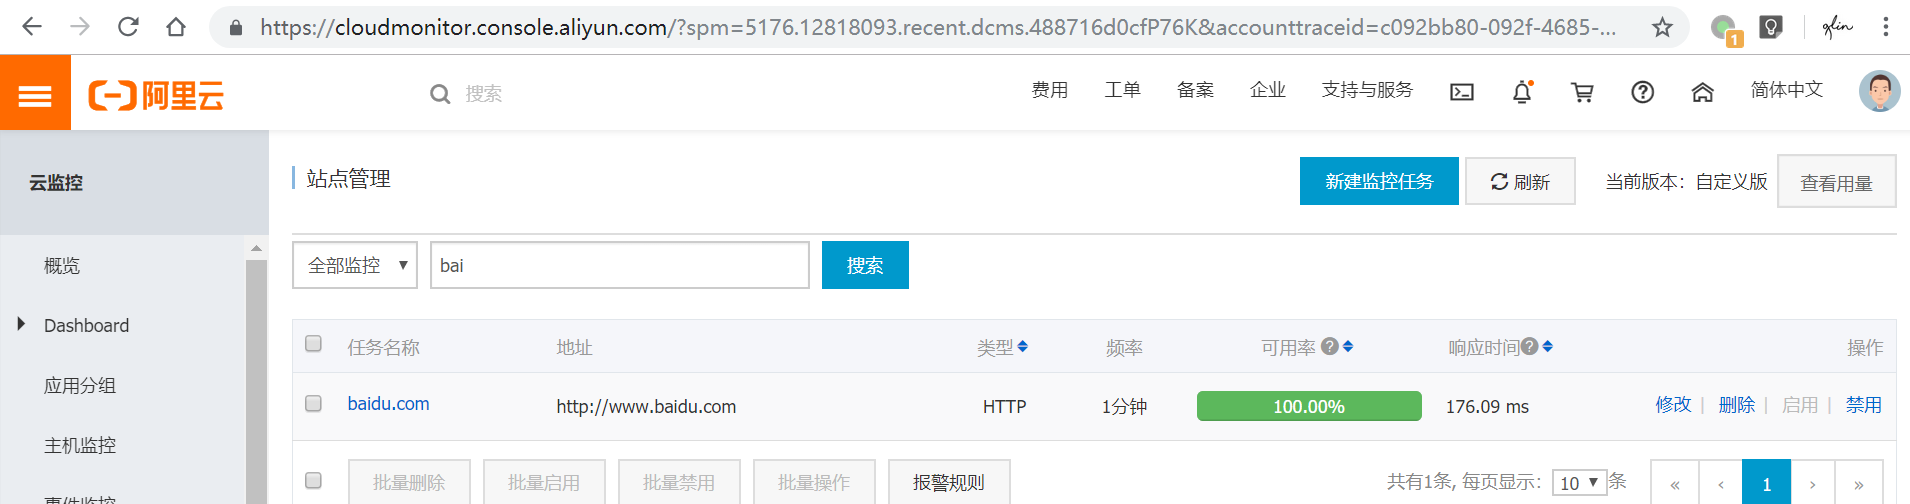 https://cloudmonitor.console.aliyun.com/?spm=5176.12818093.recent.dcms.488716d0cfP76K&accounttraceid=c092bb80-092f-4685-...
1
阿里云
搜索
费用 工单 备案 企业 支持与服务 简体中文
云监控
站点管理
新建监控任务 刷新 当前版本：自定义版 查看用量
概览
全部监控 bai 搜索
Dashboard
任务名称 地址 类型 频率 可用率 ? 响应时间 ? 操作
应用分组
baidu.com http://www.baidu.com HTTP 1分钟 100.00% 176.09 ms 修改 | 删除 | 启用 | 禁用
主机监控
批量删除 批量启用 批量禁用 批量操作 报警规则 共有1条, 每页显示: 10 条 « ‹ 1 › »
事件监控